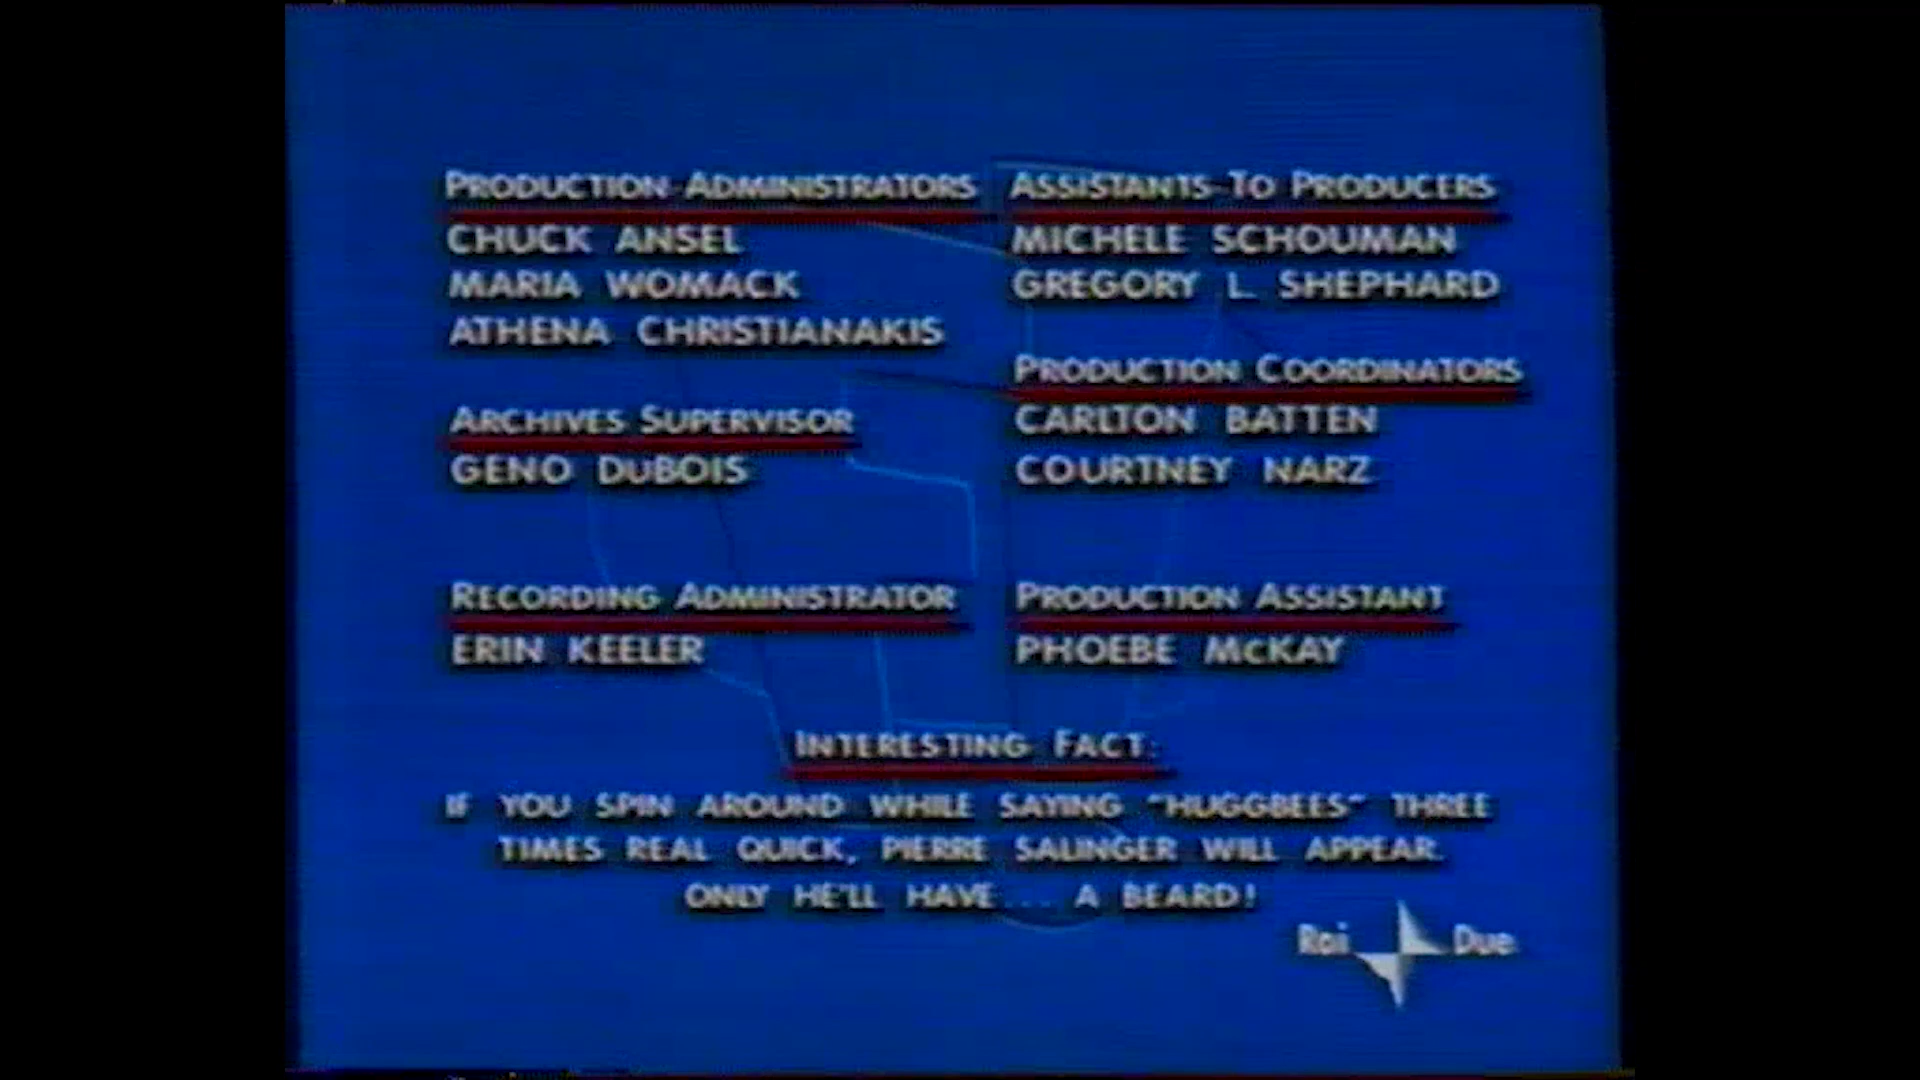 PRODUCTION ADMINISTRATORS
CHUCK ANSEL
MARIA WOMACK
ATHENA CHRISTIANAKIS
ARCHIVES SUPERVISOR
GENO DUBOIS
RECORDING ADMINISTRATOR
ERIN KEELER
ASSISTANTS TO PRODUCERS
MICHELE SCHOUMAN
GREGORY L. SHEPHARD
PRODUCTION COORDINATORS
CARLTON BATTEN
COURTNEY NARZ
PRODUCTION ASSISTANT
PHOEBE McKAY
INTERESTING FACT:
IF YOU SPIN AROUND WHILE SAYING "HUGGBEES" THREE
TIMES REAL QUICK, PIERRE SALINGER WILL APPEAR.
ONLY HE'LL HAVE... A BEARD!
Rai Due